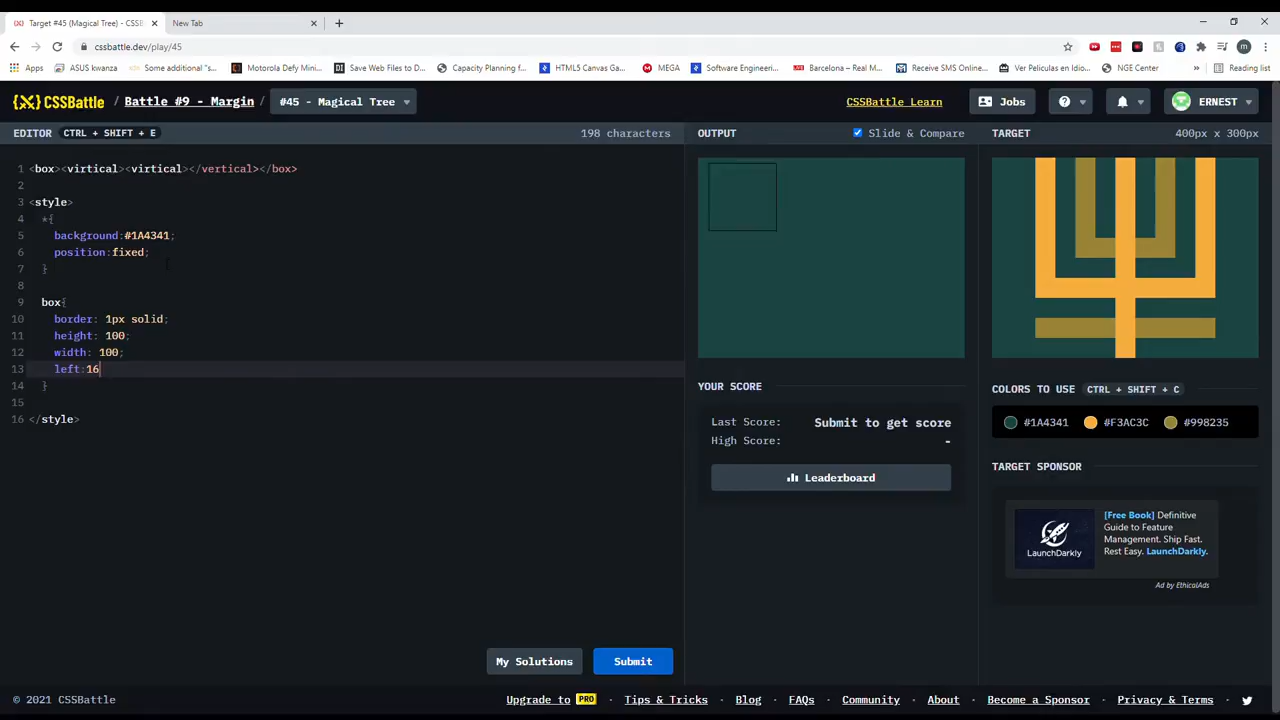 Target #45 (Magical Tree) - CSSB
New Tab
cssbattle.dev/play/45
m
Apps
ASUS kwanza
Some additional "s...
Motorola Defy Mini...
Save Web Files to D...
Capacity Planning f...
HTML5 Canvas Ga...
MEGA
Software Engineeri...
Barcelona – Real M...
Receive SMS Online...
Ver Peliculas en Idio...
NGE Center
Reading list
CSSBATTLE / Battle #9 - Margin / #45 - Magical Tree
CSSBattle Learn
Jobs
ERNEST
EDITOR CTRL + SHIFT + E
198 characters
OUTPUT
Slide & Compare
TARGET
400px x 300px
1 <box><virtical><virtical></vertical></box>
2
3 <style>
4 *{
5 background:#1A4341;
6 position:fixed;
7 }
8
9 box{
10 border: 1px solid;
11 height: 100;
12 width: 100;
13 left:16
14 }
15
16 </style>
YOUR SCORE
Last Score: Submit to get score
High Score: -
Leaderboard
COLORS TO USE CTRL + SHIFT + C
#1A4341 #F3AC3C #998235
TARGET SPONSOR
LaunchDarkly
[Free Book] Definitive
Guide to Feature
Management. Ship Fast.
Rest Easy. LaunchDarkly.
Ad by EthicalAds
My Solutions
Submit
© 2021 CSSBattle
Upgrade to PRO
Tips & Tricks
Blog
FAQs
Community
About
Become a Sponsor
Privacy & Terms